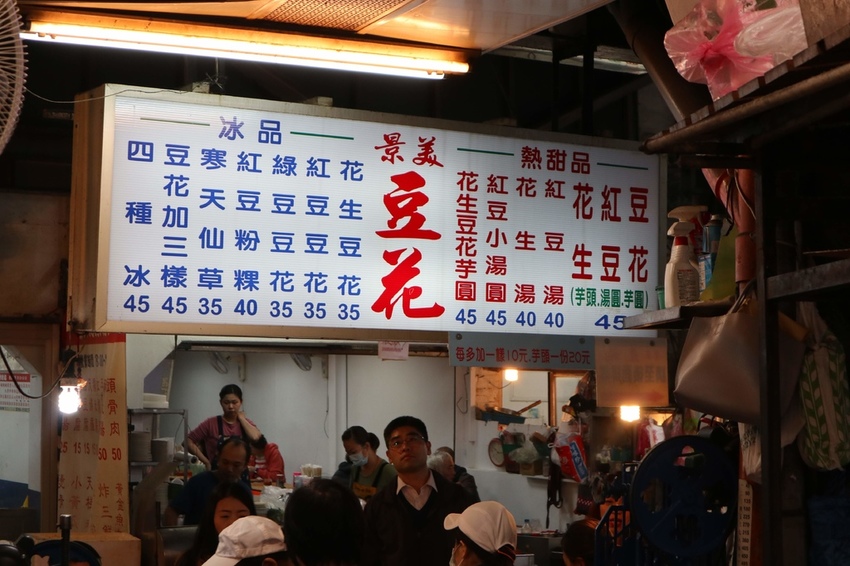 冰品
四種冰 45
豆花加三樣 45
寒天仙草 35
紅豆粉粿 40
綠豆豆花 35
紅豆豆花 35
花生豆花 35
景美
豆花
熱甜品
花生豆花芋圓 45
紅豆小湯圓 45
花生湯 40
紅豆湯 40
花生
紅豆
豆花
(芋頭.湯圓.芋圓)
45
每多加一種10元.芋頭一份20元